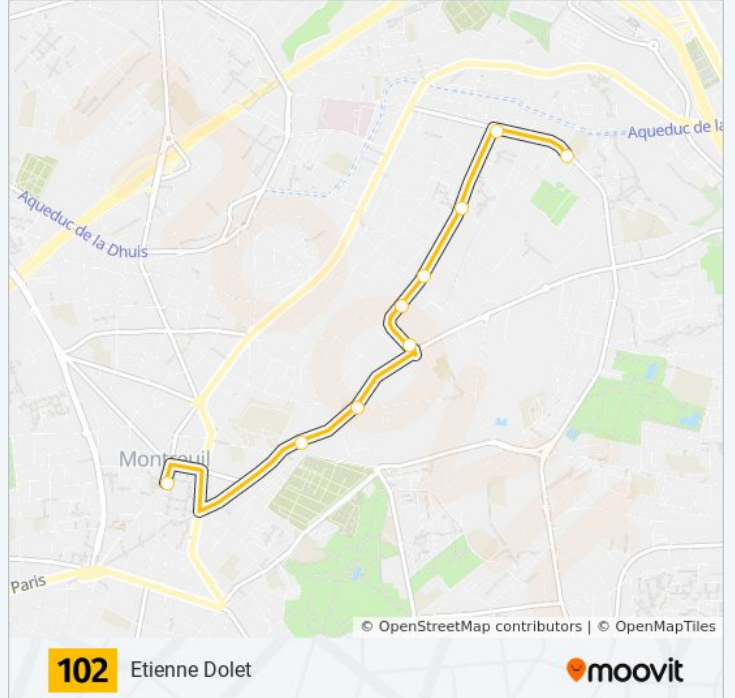 Aqueduc de la
Aqueduc de la Dhuis
Montreuil
Paris
© OpenStreetMap contributors | © OpenMapTiles
102 Etienne Dolet
moovit